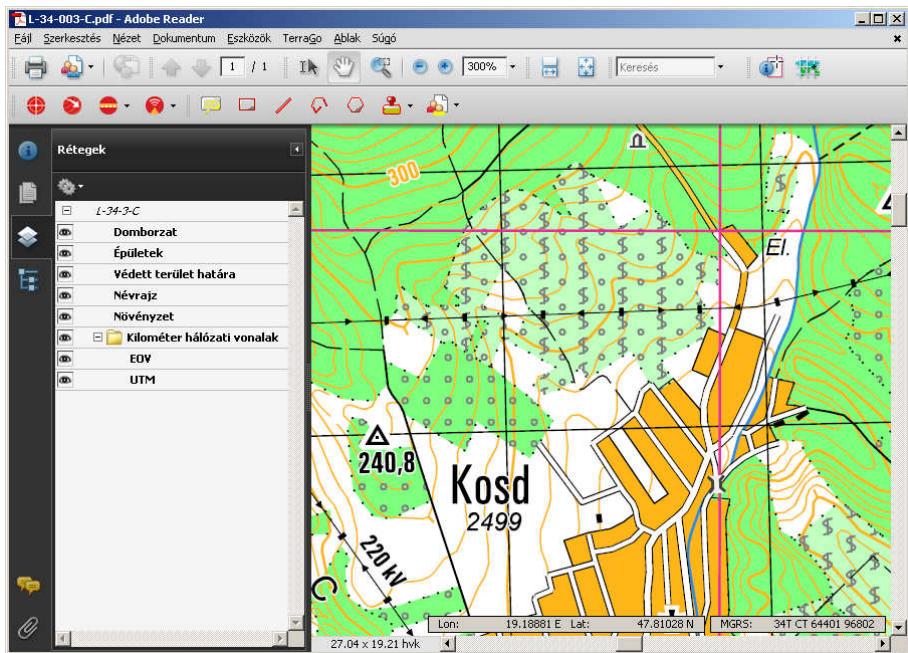 L-34-003-C.pdf - Adobe Reader
Fájl Szerkesztés Nézet Dokumentum Eszközök TerraGo Ablak Súgó
1 / 1 300% Keresés
Rétegek
L-34-3-C
Domborzat
Épületek
Védett terület határa
Névrajz
Növényzet
Kilométer hálózati vonalak
EOV
UTM
300
El.
240,8
Kosd
2499
220 kV
Lon: 19.18881 E Lat: 47.81028 N MGRS: 34T CT 64401 96802
27.04 x 19.21 hvk